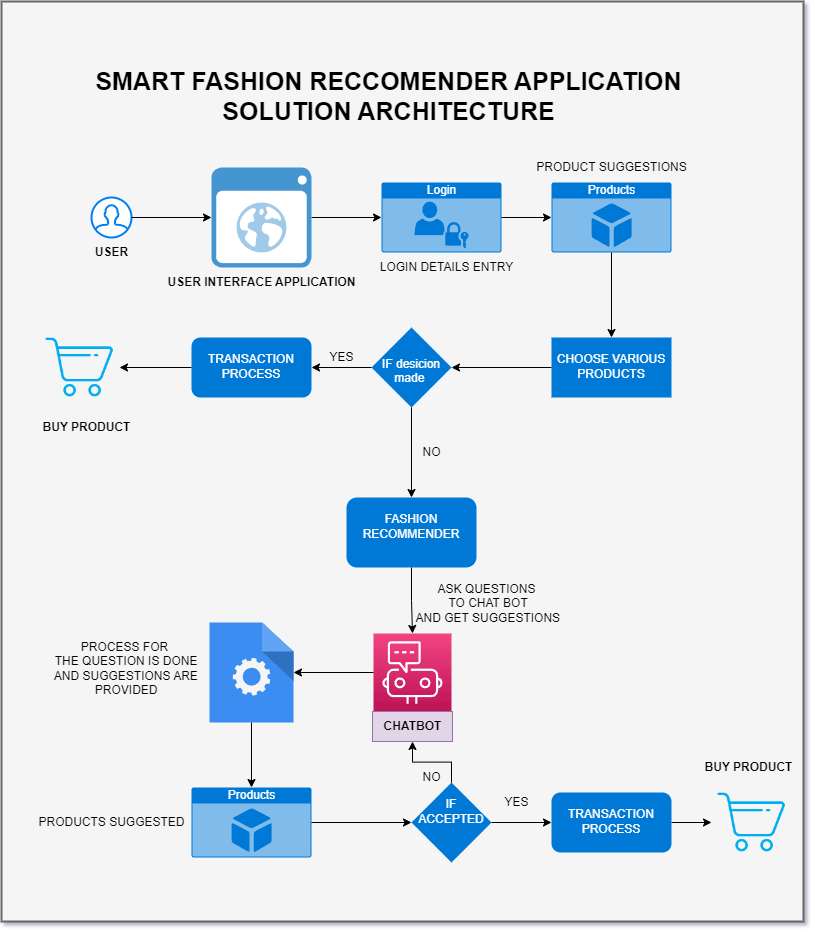 SMART FASHION RECCOMENDER APPLICATION
SOLUTION ARCHITECTURE
PRODUCT SUGGESTIONS
Login
Products
USER
USER INTERFACE APPLICATION
LOGIN DETAILS ENTRY
CHOOSE VARIOUS
PRODUCTS
IF desicion
made
YES
TRANSACTION
PROCESS
BUY PRODUCT
NO
FASHION
RECOMMENDER
ASK QUESTIONS
TO CHAT BOT
AND GET SUGGESTIONS
CHATBOT
PROCESS FOR
THE QUESTION IS DONE
AND SUGGESTIONS ARE
PROVIDED
Products
PRODUCTS SUGGESTED
IF
ACCEPTED
NO
YES
TRANSACTION
PROCESS
BUY PRODUCT